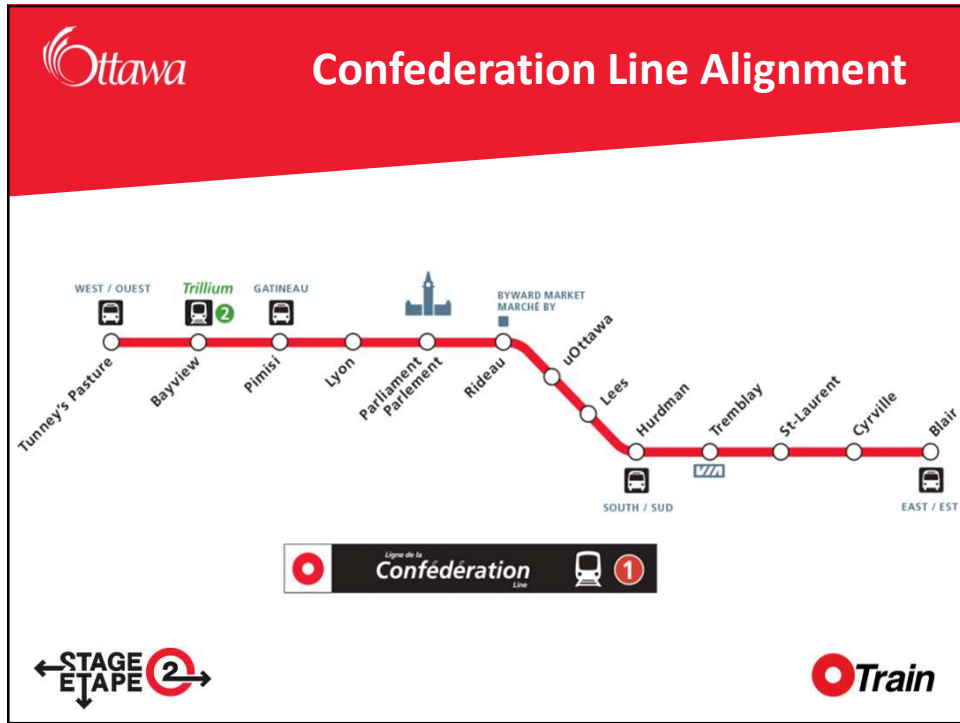 Ottawa
Confederation Line Alignment
WEST / OUEST
Trillium
2
GATINEAU
BYWARD MARKET
MARCHÉ BY
Tunney's Pasture
Bayview
Pimisi
Lyon
Parliament
Parlement
Rideau
uOttawa
Lees
Hurdman
Tremblay
St-Laurent
Cyrville
Blair
VIA
SOUTH / SUD
EAST / EST
Ligne de la
Confédération
Line
1
STAGE
ETAPE
2
OTrain